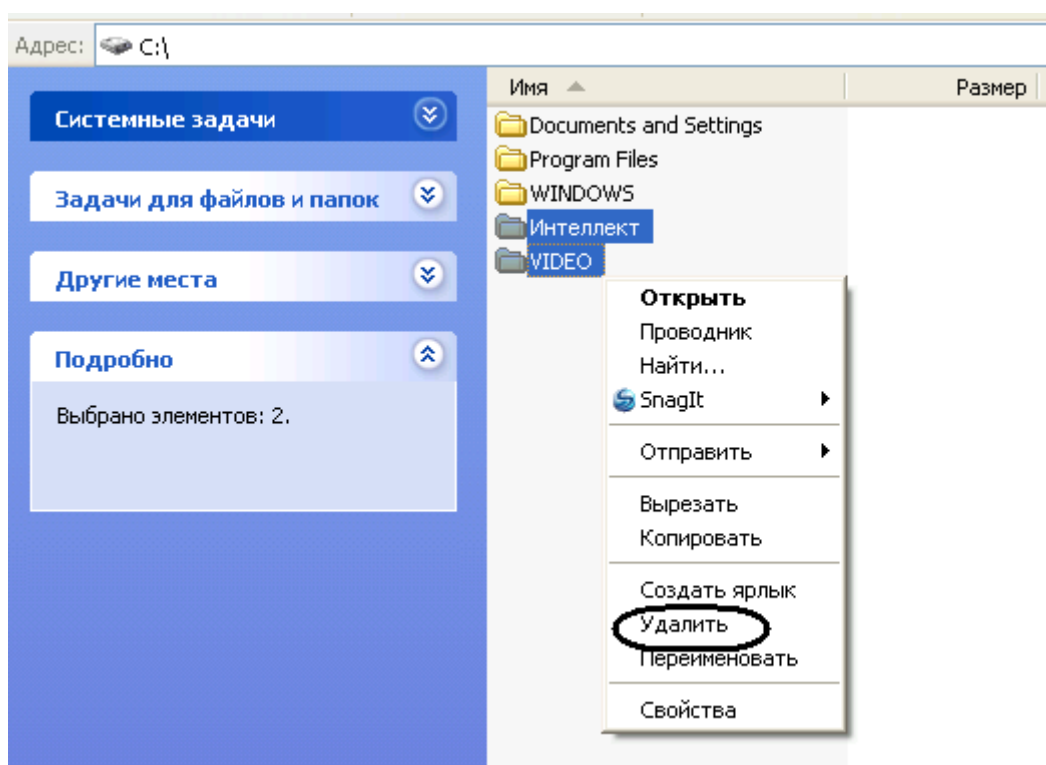 Адрес: C:\
Имя Размер
Системные задачи
Задачи для файлов и папок
Другие места
Подробно
Выбрано элементов: 2.
Documents and Settings
Program Files
WINDOWS
Интеллект
VIDEO
Открыть
Проводник
Найти...
SnagIt
Отправить
Вырезать
Копировать
Создать ярлык
Удалить
Переименовать
Свойства